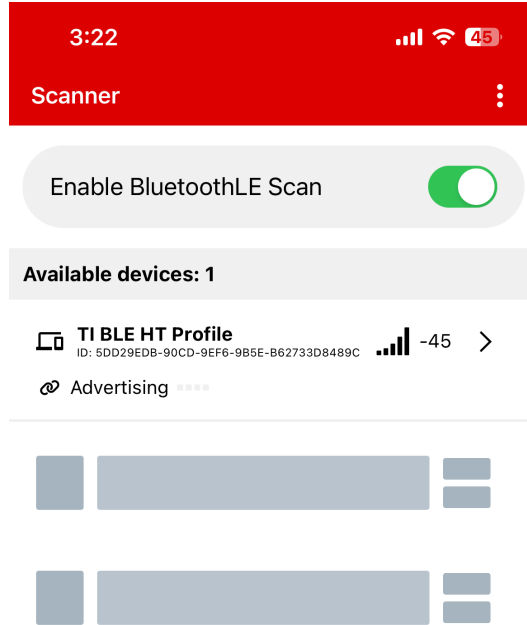 3:22
45
Scanner
Enable BluetoothLE Scan
Available devices: 1
TI BLE HT Profile
ID: 5DD29EDB-90CD-9EF6-9B5E-B62733D8489C
-45
Advertising